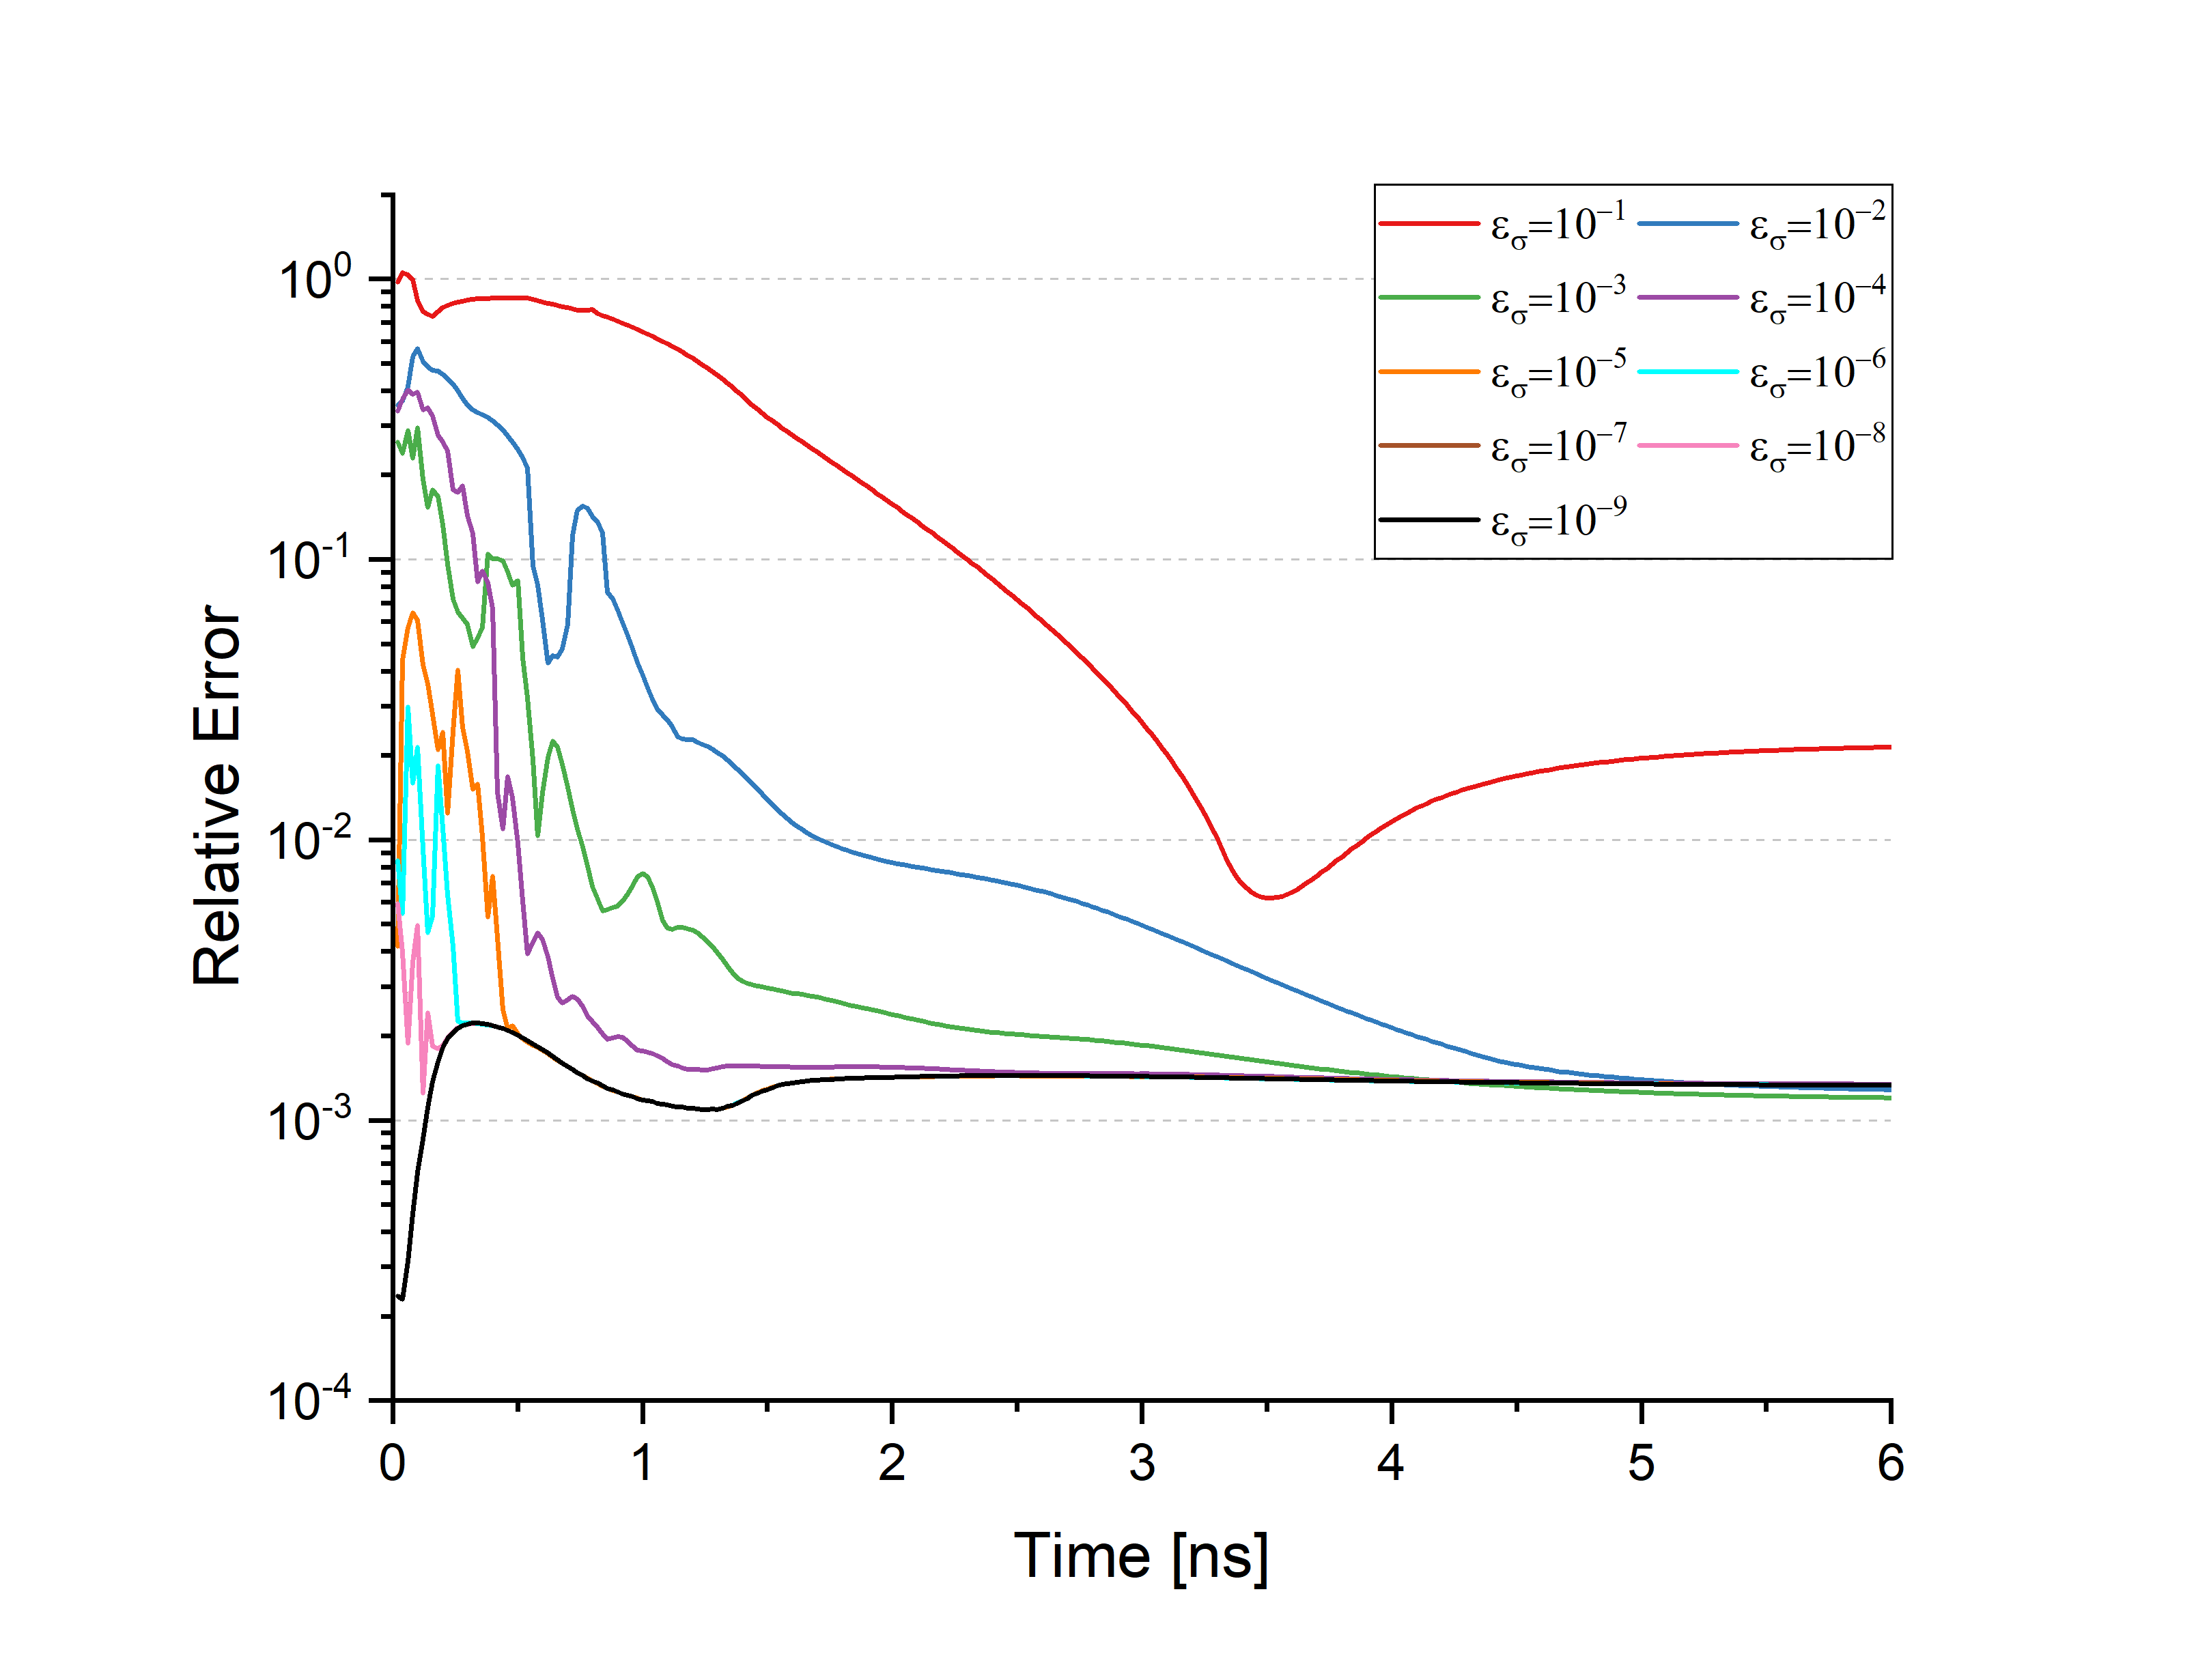 ε_σ=10⁻¹ ε_σ=10⁻²
ε_σ=10⁻³ ε_σ=10⁻⁴
ε_σ=10⁻⁵ ε_σ=10⁻⁶
ε_σ=10⁻⁷ ε_σ=10⁻⁸
ε_σ=10⁻⁹
10⁰
10⁻¹
10⁻²
10⁻³
10⁻⁴
Relative Error
0 1 2 3 4 5 6
Time [ns]